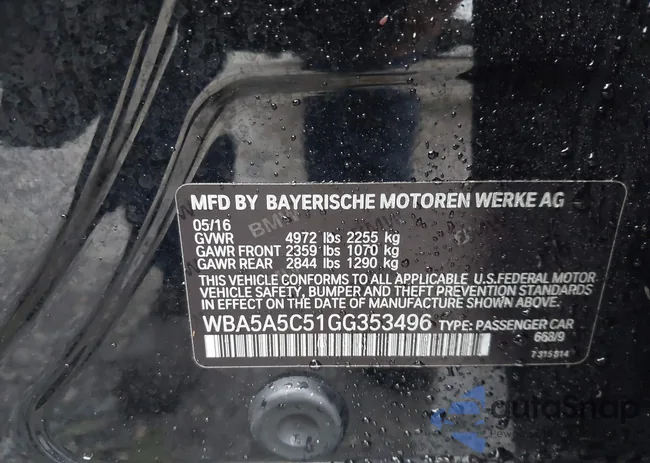 MFD BY BAYERISCHE MOTOREN WERKE AG
05/16
GVWR 4972 lbs 2255 kg
GAWR FRONT 2359 lbs 1070 kg
GAWR REAR 2844 lbs 1290 kg
THIS VEHICLE CONFORMS TO ALL APPLICABLE U.S.FEDERAL MOTOR
VEHICLE SAFETY, BUMPER AND THEFT PREVENTION STANDARDS
IN EFFECT ON THE DATE OF MANUFACTURE SHOWN ABOVE.
WBA5A5C51GG353496 TYPE: PASSENGER CAR
668/9
7315814
autoSnap